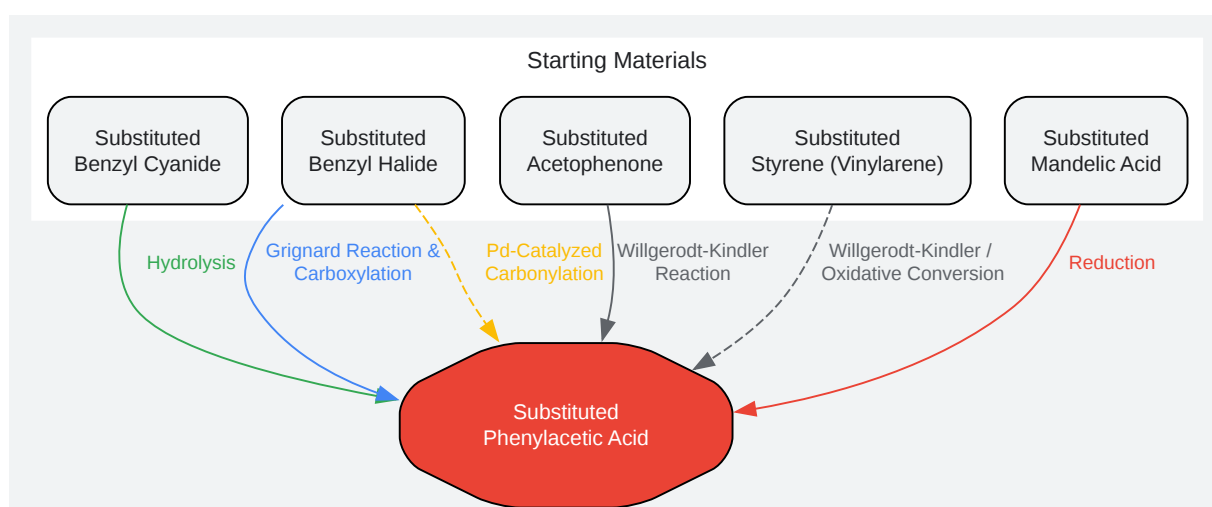 Starting Materials
Substituted
Benzyl Cyanide
Substituted
Benzyl Halide
Substituted
Acetophenone
Substituted
Styrene (Vinylarene)
Substituted
Mandelic Acid
Hydrolysis
Grignard Reaction &
Carboxylation
Pd-Catalyzed
Carbonylation
Willgerodt-Kindler
Reaction
Willgerodt-Kindler /
Oxidative Conversion
Reduction
Substituted
Phenylacetic Acid